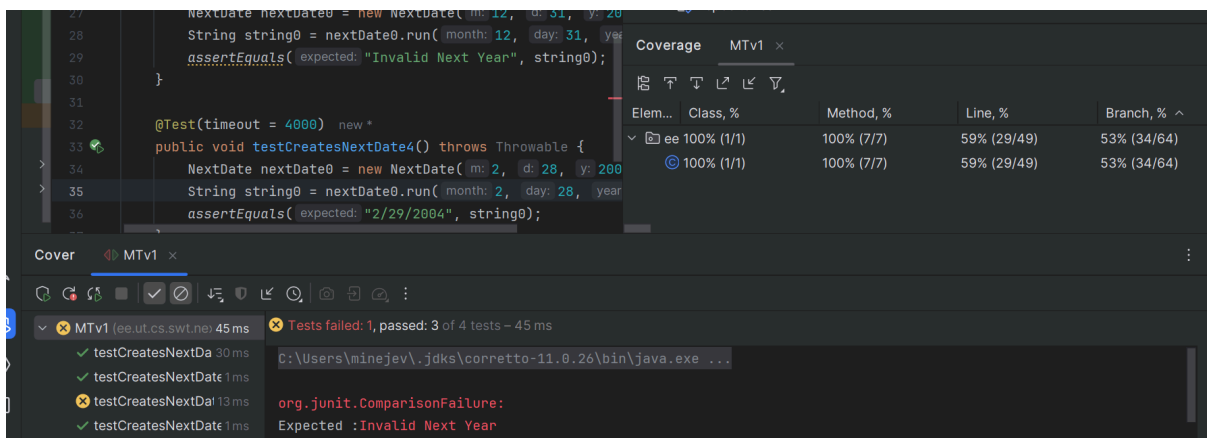 27 NextDate nextDate0 = new NextDate( m: 12, d: 31, y: 20
28 String string0 = nextDate0.run( month: 12, day: 31, yea
29 assertEquals( expected: "Invalid Next Year", string0);
30 }
31
32 @Test(timeout = 4000) new *
33 public void testCreatesNextDate4() throws Throwable {
34 NextDate nextDate0 = new NextDate( m: 2, d: 28, y: 200
35 String string0 = nextDate0.run( month: 2, day: 28, year
36 assertEquals( expected: "2/29/2004", string0);
Coverage MTv1 ×
Elem... Class, % Method, % Line, % Branch, %
ee 100% (1/1) 100% (7/7) 59% (29/49) 53% (34/64)
© 100% (1/1) 100% (7/7) 59% (29/49) 53% (34/64)
Cover MTv1 ×
MTv1 (ee.ut.cs.swt.ne 45 ms
Tests failed: 1, passed: 3 of 4 tests – 45 ms
testCreatesNextDa 30 ms
testCreatesNextDate 1 ms
testCreatesNextDat 13 ms
testCreatesNextDate 1 ms
C:\Users\minejev\.jdks\corretto-11.0.26\bin\java.exe ...
org.junit.ComparisonFailure:
Expected :Invalid Next Year